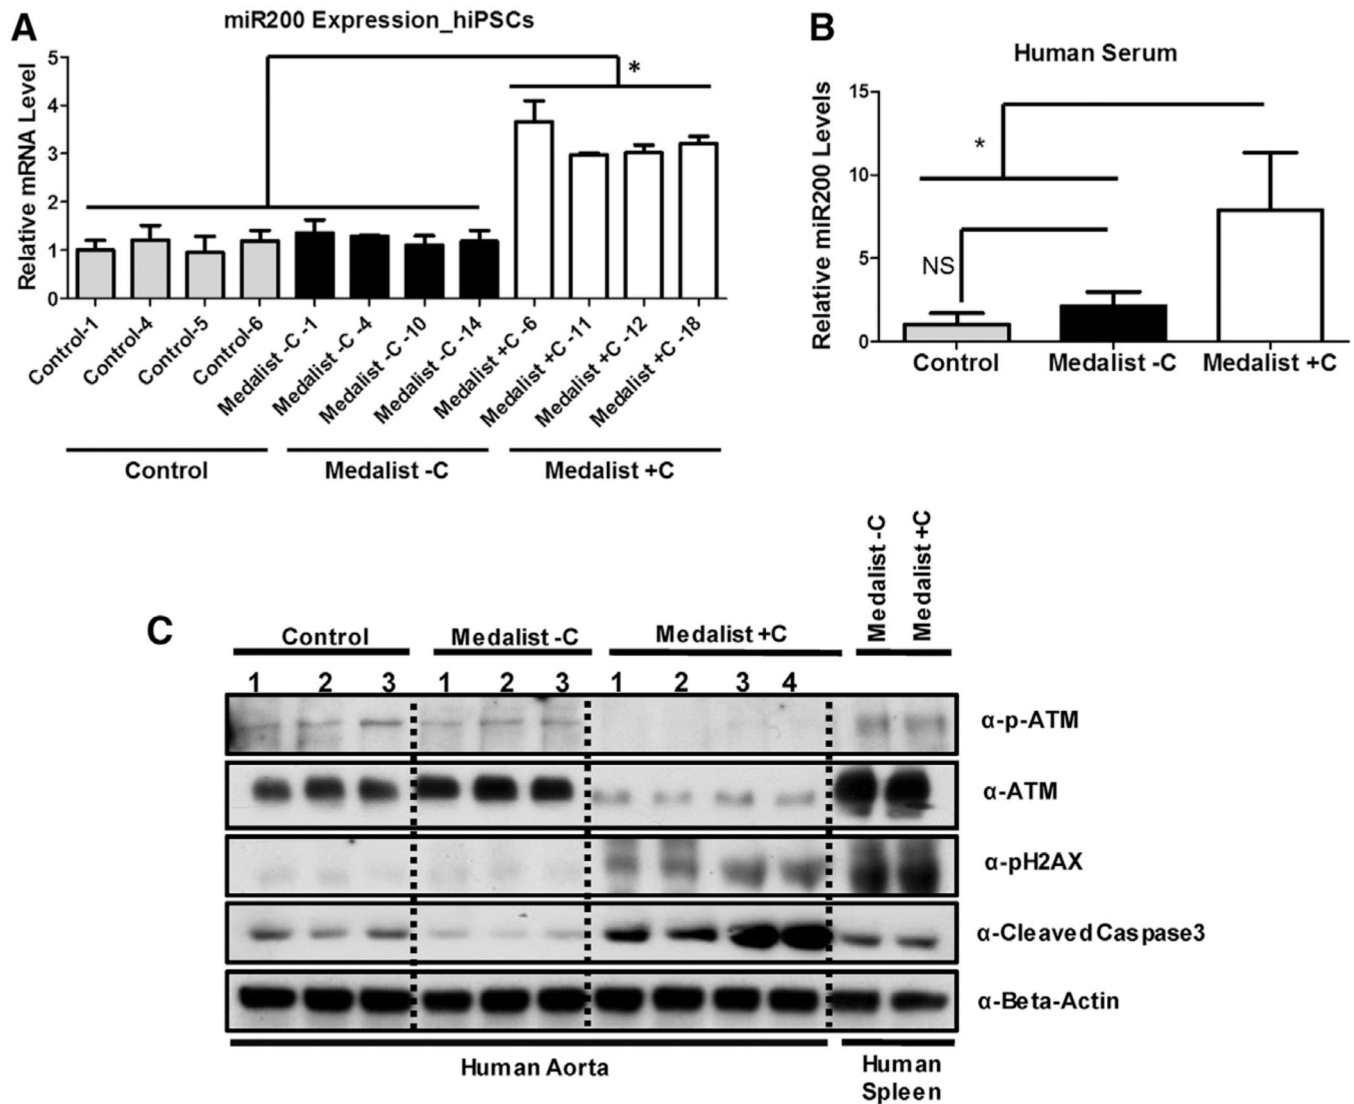 A
miR200 Expression_hiPSCs
Relative mRNA Level
5
4
3
2
1
0
*
Control-1
Control-4
Control-5
Control-6
Medalist -C -1
Medalist -C -4
Medalist -C -10
Medalist -C -14
Medalist +C -6
Medalist +C -11
Medalist +C -12
Medalist +C -18
Control
Medalist -C
Medalist +C
B
Human Serum
Relative miR200 Levels
15
10
5
0
*
NS
Control
Medalist -C
Medalist +C
C
Control
Medalist -C
Medalist +C
Medalist -C
Medalist +C
1 2 3 1 2 3 1 2 3 4
α-p-ATM
α-ATM
α-pH2AX
α-Cleaved Caspase3
α-Beta-Actin
Human Aorta
Human
Spleen